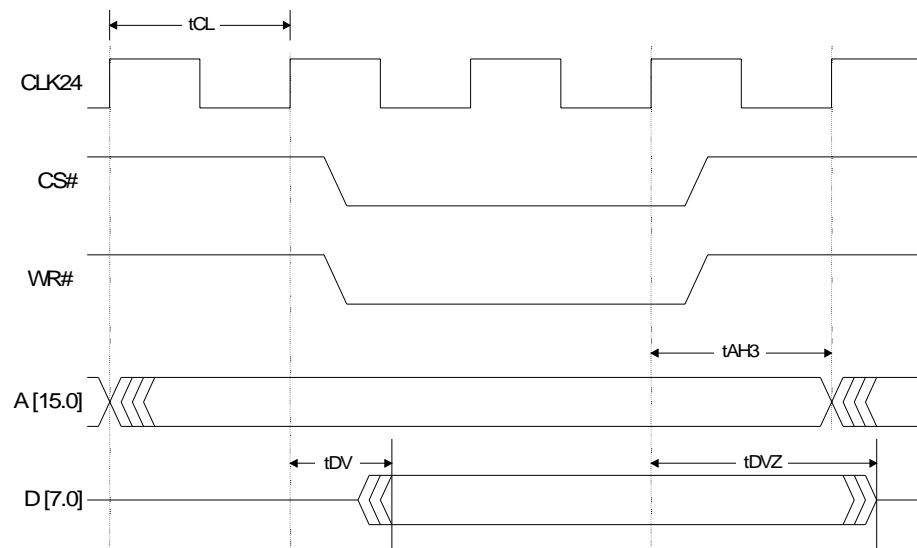 tCL
CLK24
CS#
WR#
tAH3
A [15.0]
tDV
tDVZ
D [7.0]